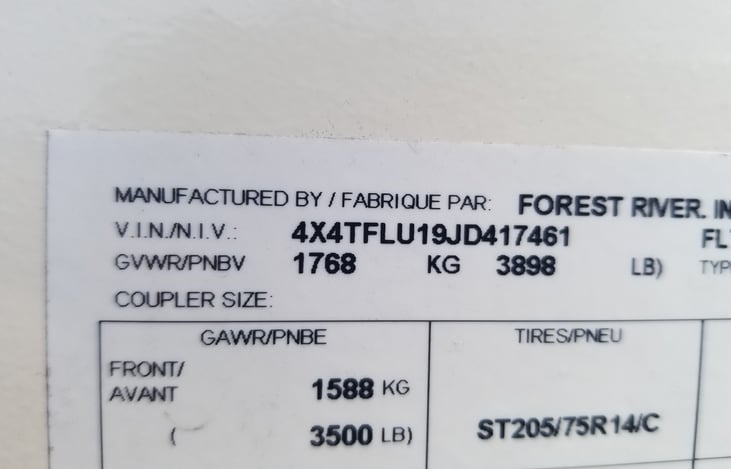 MANUFACTURED BY / FABRIQUE PAR: FOREST RIVER. IN
V.I.N./N.I.V.: 4X4TFLU19JD417461 FL
GVWR/PNBV 1768 KG 3898 LB) TYP
COUPLER SIZE:
GAWR/PNBE TIRES/PNEU
FRONT/
AVANT 1588 KG
( 3500 LB) ST205/75R14/C